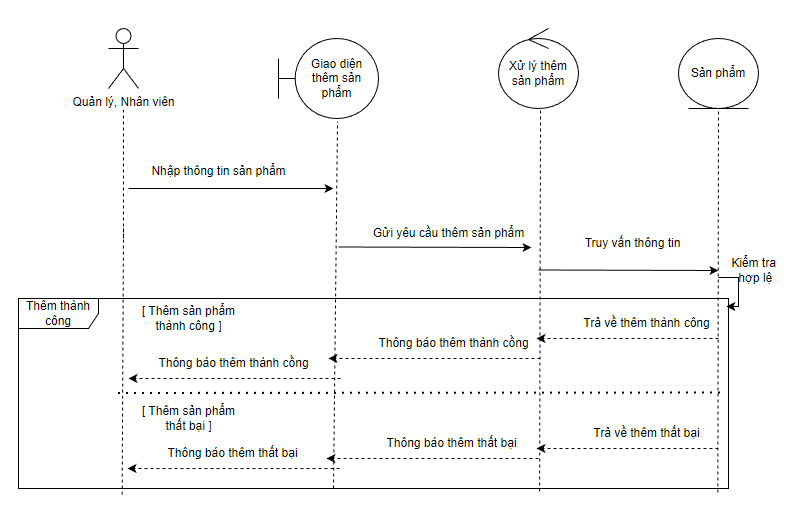 Quản lý, Nhân viên
Giao diện
thêm sản
phẩm
Xử lý thêm
sản phẩm
Sản phẩm
Nhập thông tin sản phẩm
Gửi yêu cầu thêm sản phẩm
Truy vấn thông tin
Kiểm tra
hợp lệ
Thêm thành
công
[ Thêm sản phẩm
thành công ]
Trả về thêm thành công
Thông báo thêm thành cồng
Thông báo thêm thành cồng
[ Thêm sản phẩm
thất bại ]
Trả về thêm thất bại
Thông báo thêm thất bại
Thông báo thêm thất bại